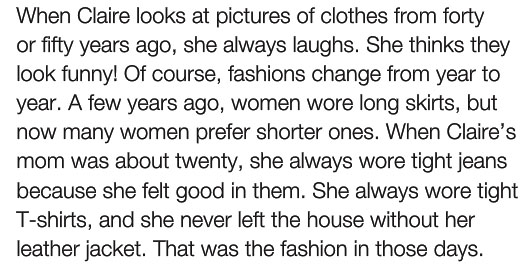 When Claire looks at pictures of clothes from forty
or fifty years ago, she always laughs. She thinks they
look funny! Of course, fashions change from year to
year. A few years ago, women wore long skirts, but
now many women prefer shorter ones. When Claire’s
mom was about twenty, she always wore tight jeans
because she felt good in them. She always wore tight
T-shirts, and she never left the house without her
leather jacket. That was the fashion in those days.